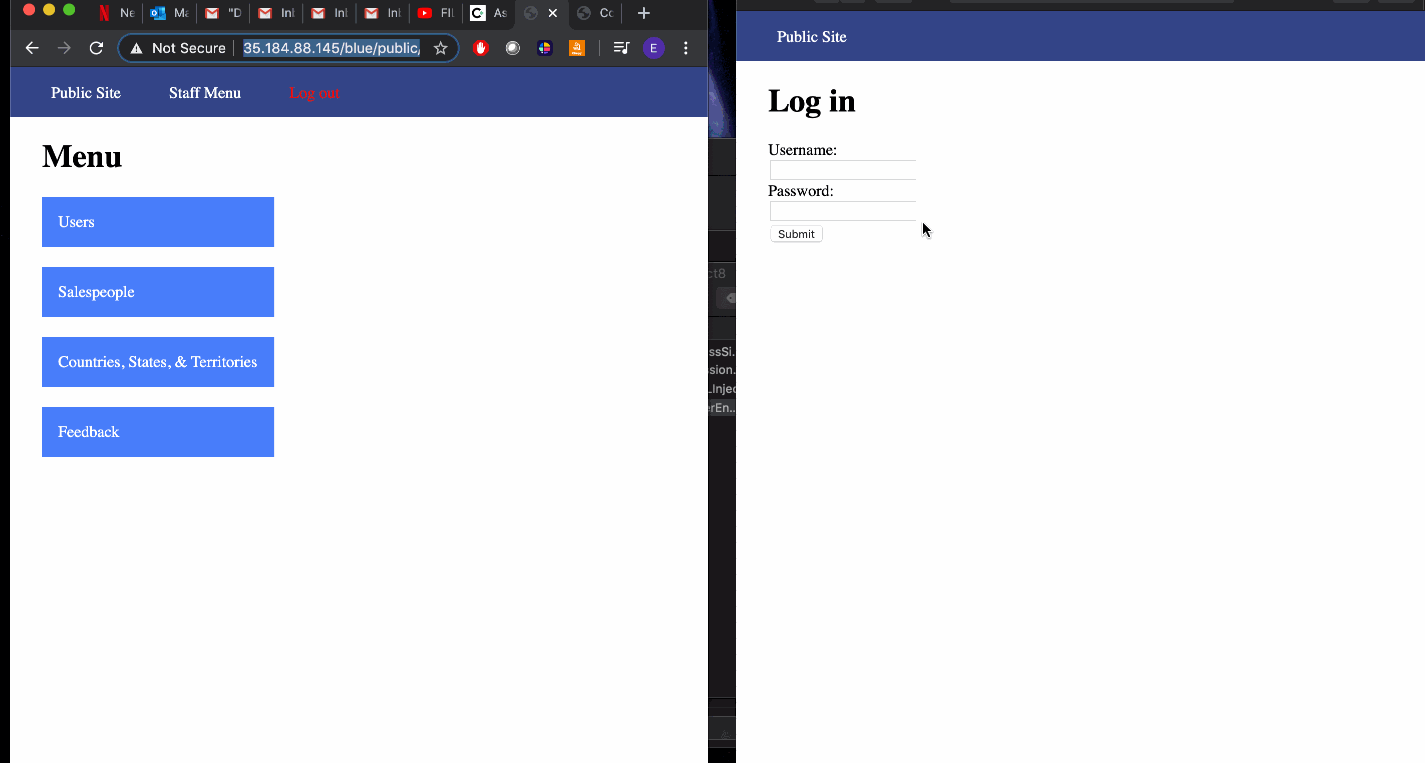 Ne
Ma
"D
Inl
Inl
Inl
FIL
As
Co
Not Secure
35.184.88.145/blue/public/
E
Public Site
Staff Menu
Log out
Menu
Users
Salespeople
Countries, States, & Territories
Feedback
ct8
ssSi...
sion...
Injec
rEn...
Public Site
Log in
Username:
Password:
Submit